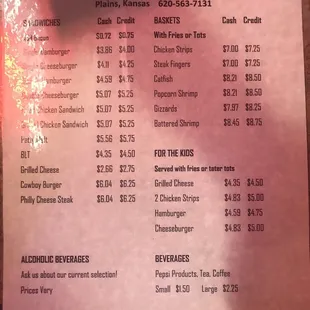 Plains, Kansas 620-563-7131
SANDWICHES Cash Credit
$0.72 $0.75
Hamburger $3.86 $4.00
Cheeseburger $4.11 $4.25
Hamburger $4.59 $4.75
Cheeseburger $5.07 $5.25
Chicken Sandwich $5.07 $5.25
Chicken Sandwich $5.07 $5.25
Patty Melt $5.56 $5.75
BLT $4.35 $4.50
Grilled Cheese $2.66 $2.75
Cowboy Burger $6.04 $6.25
Philly Cheese Steak $6.04 $6.25
BASKETS Cash Credit
With Fries or Tots
Chicken Strips $7.00 $7.25
Steak Fingers $7.00 $7.25
Catfish $8.21 $8.50
Popcorn Shrimp $8.21 $8.50
Gizzards $7.97 $8.25
Battered Shrimp $8.45 $8.75
FOR THE KIDS
Served with fries or tater tots
Grilled Cheese $4.35 $4.50
2 Chicken Strips $4.83 $5.00
Hamburger $4.59 $4.75
Cheeseburger $4.83 $5.00
ALCOHOLIC BEVERAGES
Ask us about our current selection!
Prices Vary
BEVERAGES
Pepsi Products, Tea, Coffee
Small $1.50 Large $2.25